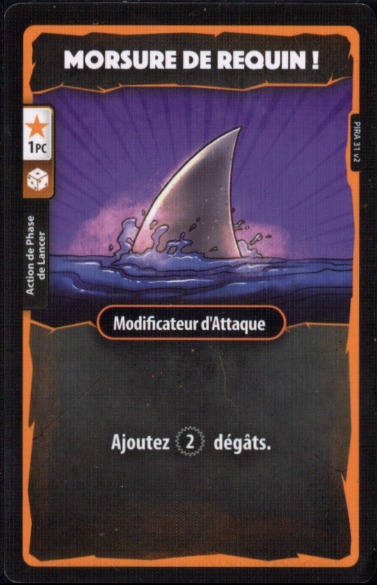 MORSURE DE REQUIN !
1PC
PIRA 31 V2
Action de Phase
de Lancer
Modificateur d'Attaque
Ajoutez 2 dégâts.